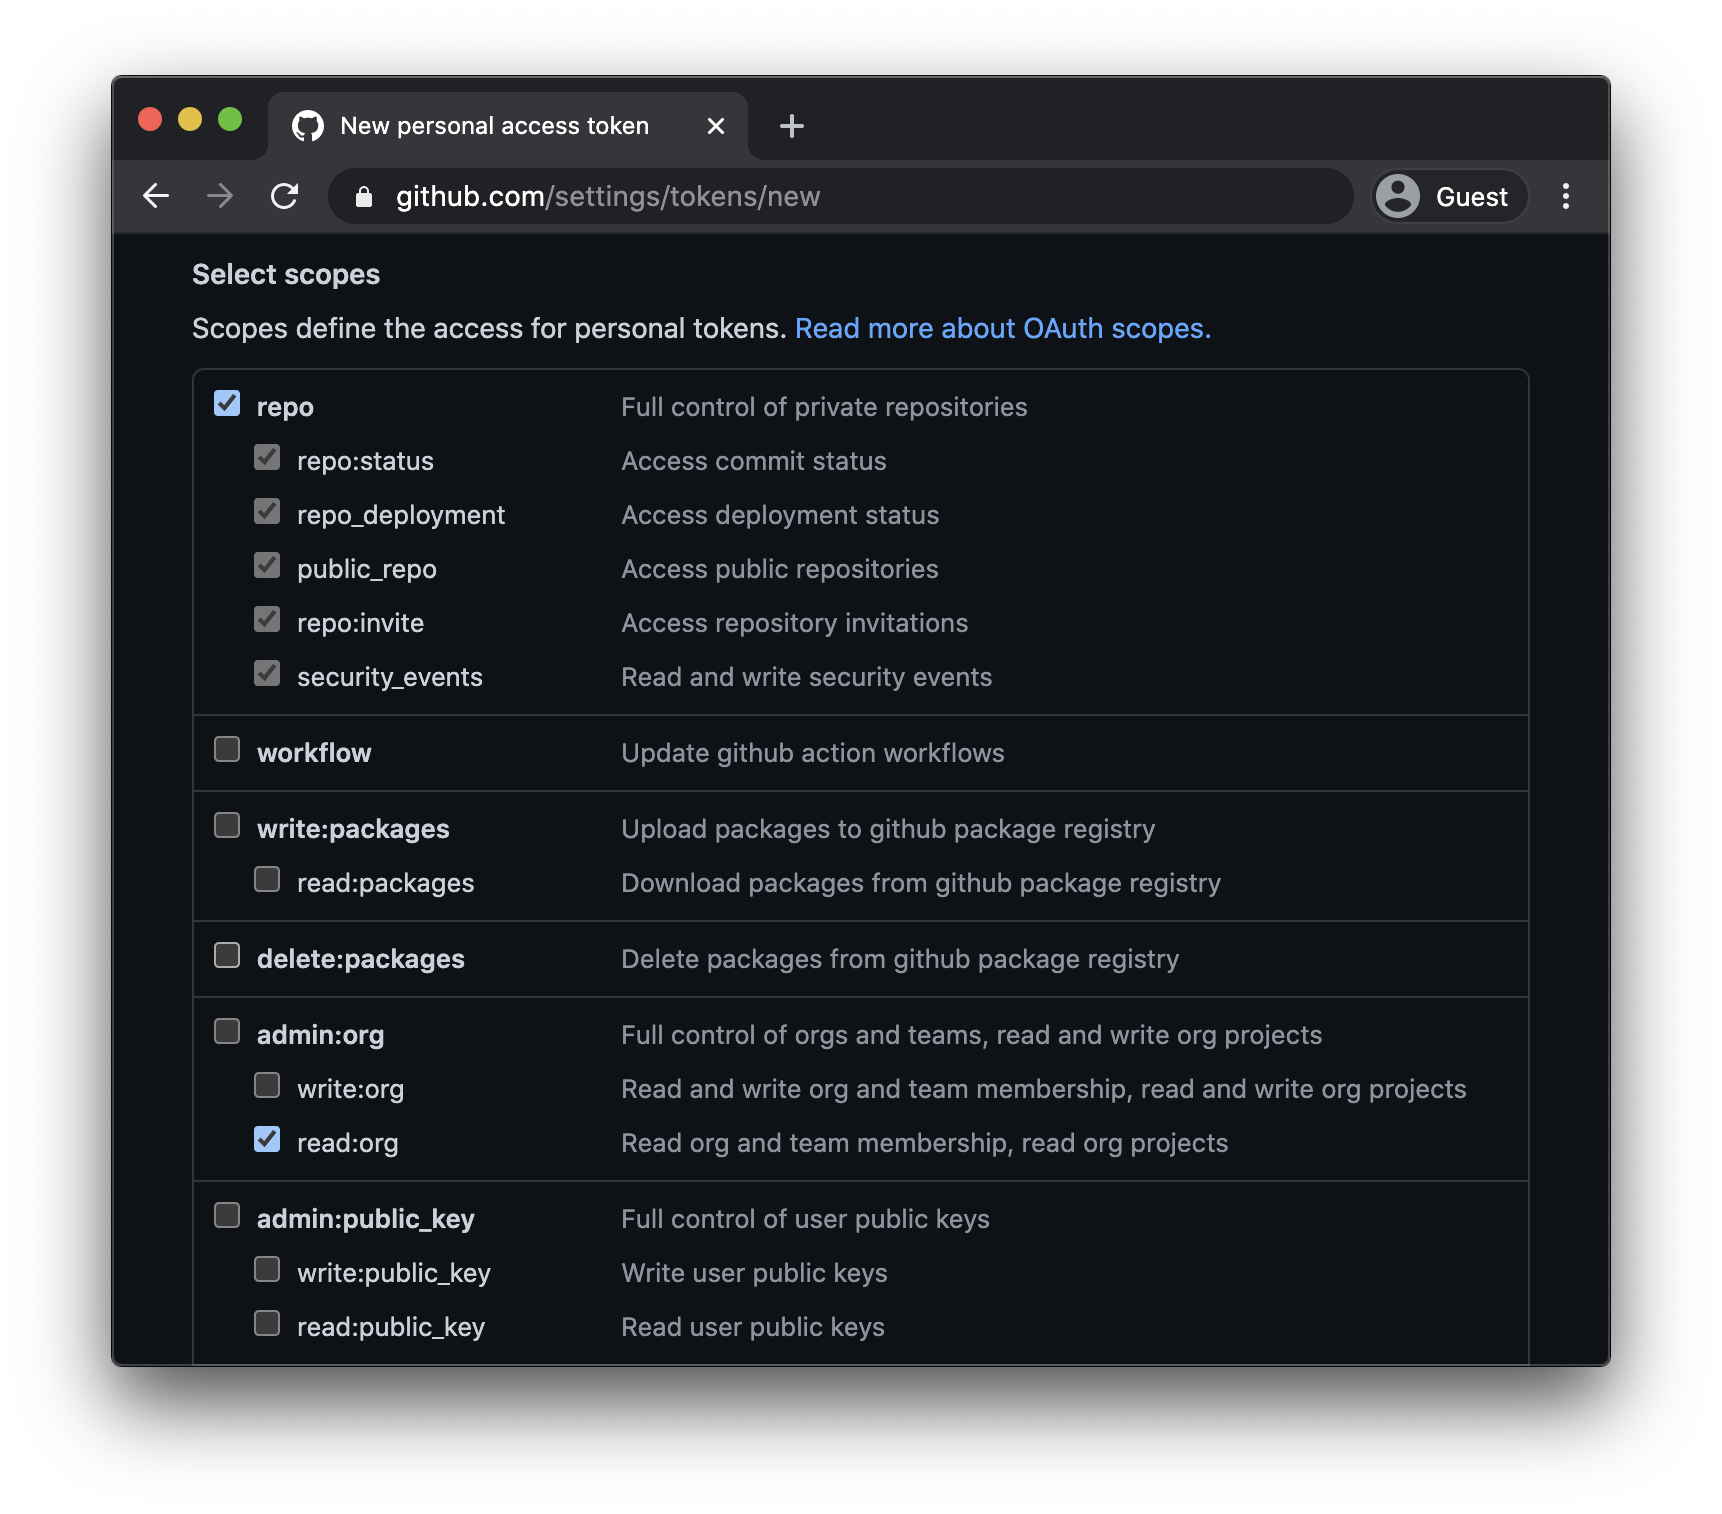 New personal access token
github.com/settings/tokens/new
Guest
Select scopes
Scopes define the access for personal tokens. Read more about OAuth scopes.
repo Full control of private repositories
repo:status Access commit status
repo_deployment Access deployment status
public_repo Access public repositories
repo:invite Access repository invitations
security_events Read and write security events
workflow Update github action workflows
write:packages Upload packages to github package registry
read:packages Download packages from github package registry
delete:packages Delete packages from github package registry
admin:org Full control of orgs and teams, read and write org projects
write:org Read and write org and team membership, read and write org projects
read:org Read org and team membership, read org projects
admin:public_key Full control of user public keys
write:public_key Write user public keys
read:public_key Read user public keys